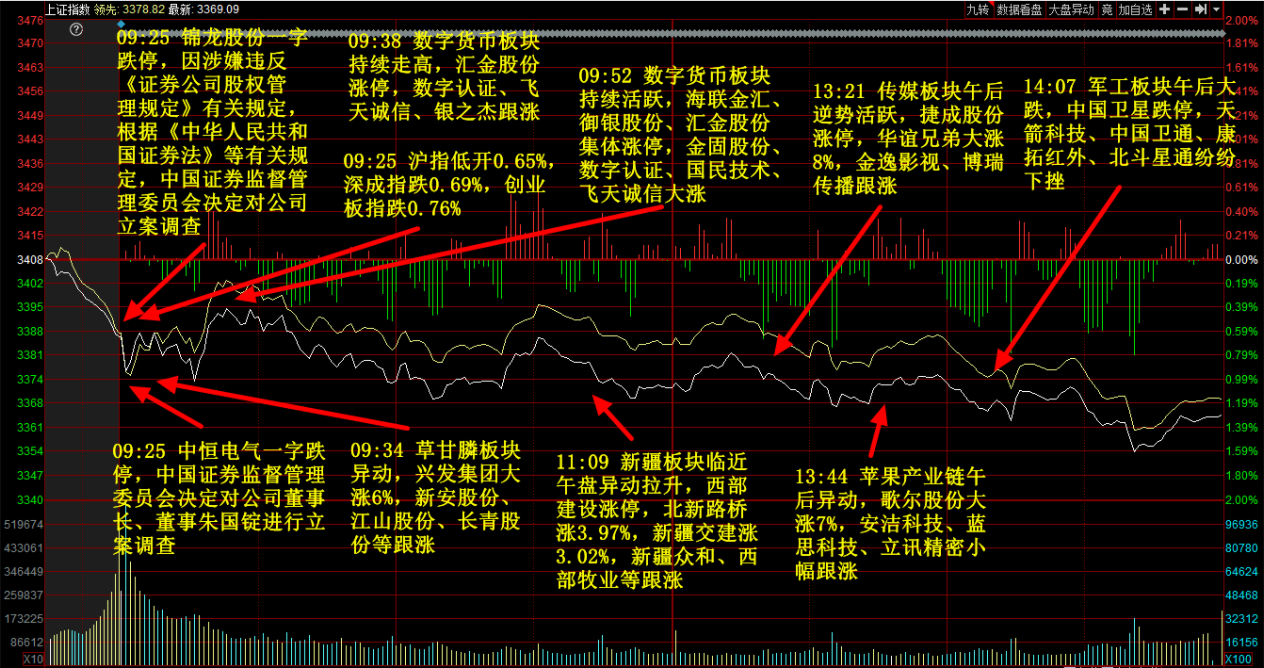 上证指数 领先: 3378.82 最新: 3369.09
九转 数据看盘 大盘异动 竞 加自选
09:25 锦龙股份一字
跌停，因涉嫌违反
《证券公司股权管
理规定》有关规定，
根据《中华人民共和
国证券法》等有关规
定，中国证券监督管
理委员会决定对公司
立案调查
09:38 数字货币板块
持续走高，汇金股份
涨停，数字认证、飞
天诚信、银之杰跟涨
09:25 沪指低开0.65%，
深成指跌0.69%，创业
板指跌0.76%
09:52 数字货币板块
持续活跃，海联金汇、
御银股份、汇金股份
集体涨停，金固股份、
数字认证、国民技术、
飞天诚信大涨
13:21 传媒板块午后
逆势活跃，捷成股份
涨停，华谊兄弟大涨
8%，金逸影视、博瑞
传播跟涨
14:07 军工板块午后大
跌，中国卫星跌停，天
箭科技、中国卫通、康
拓红外、北斗星通纷纷
下挫
09:25 中恒电气一字跌
停，中国证券监督管理
委员会决定对公司董事
长、董事朱国锭进行立
案调查
09:34 草甘膦板块
异动，兴发集团大
涨6%，新安股份、
江山股份、长青股
份等跟涨
11:09 新疆板块临近
午盘异动拉升，西部
建设涨停，北新路桥
涨3.97%，新疆交建涨
3.02%，新疆众和、西
部牧业等跟涨
13:44 苹果产业链午
后异动，歌尔股份大
涨7%，安洁科技、蓝
思科技、立讯精密小
幅跟涨
3476
3470
3463
3456
3449
3443
3436
3429
3422
3415
3408
3402
3395
3388
3381
3374
3368
3361
3354
3347
3340
519674
433061
346449
259837
173225
86612
X10
2.00%
1.81%
1.61%
1.41%
1.21%
1.01%
0.81%
0.61%
0.40%
0.21%
0.00%
0.19%
0.39%
0.59%
0.79%
0.99%
1.19%
1.39%
1.59%
1.80%
2.00%
96936
80780
64624
48468
32312
16156
X100